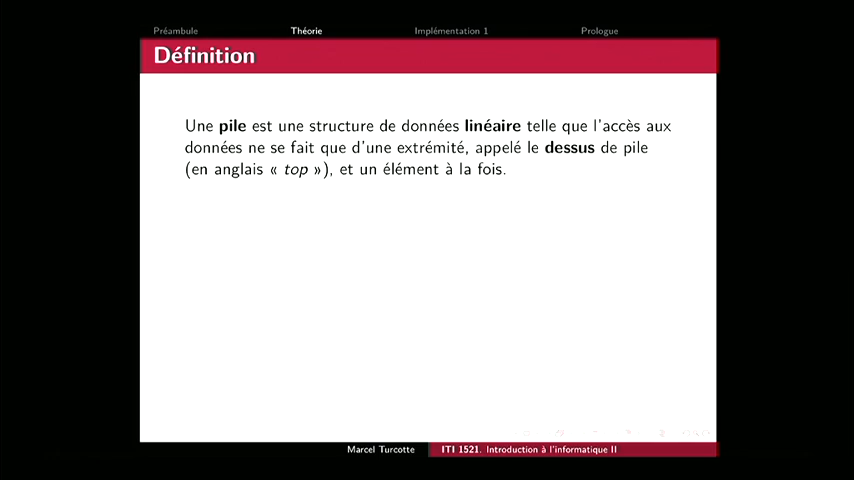 Préambule Théorie Implémentation 1 Prologue
Définition
Une pile est une structure de données linéaire telle que l'accès aux
données ne se fait que d'une extrémité, appelé le dessus de pile
(en anglais « top »), et un élément à la fois.
Marcel Turcotte ITI 1521. Introduction à l'informatique II